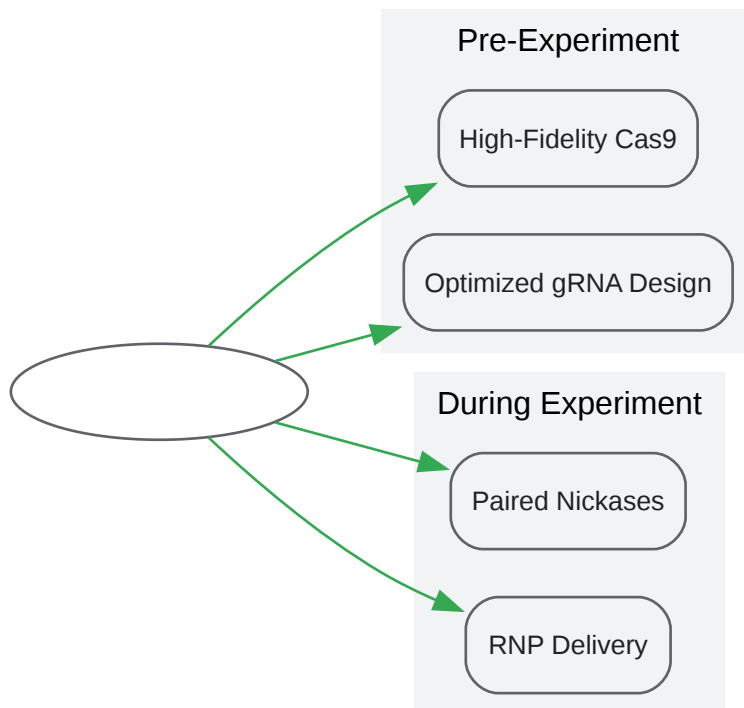 Pre-Experiment
High-Fidelity Cas9
Optimized gRNA Design
During Experiment
Paired Nickases
RNP Delivery